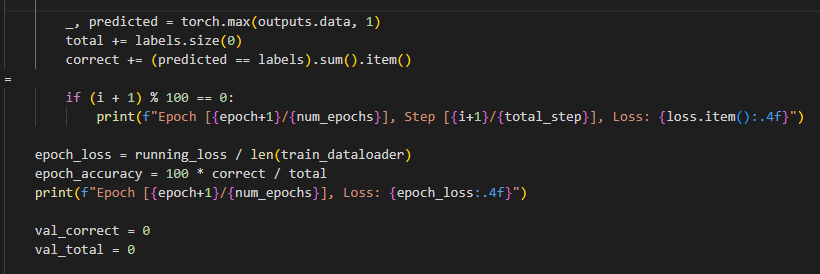 _, predicted = torch.max(outputs.data, 1)
total += labels.size(0)
correct += (predicted == labels).sum().item()
=
if (i + 1) % 100 == 0:
print(f"Epoch [{epoch+1}/{num_epochs}], Step [{i+1}/{total_step}], Loss: {loss.item():.4f}")
epoch_loss = running_loss / len(train_dataloader)
epoch_accuracy = 100 * correct / total
print(f"Epoch [{epoch+1}/{num_epochs}], Loss: {epoch_loss:.4f}")
val_correct = 0
val_total = 0